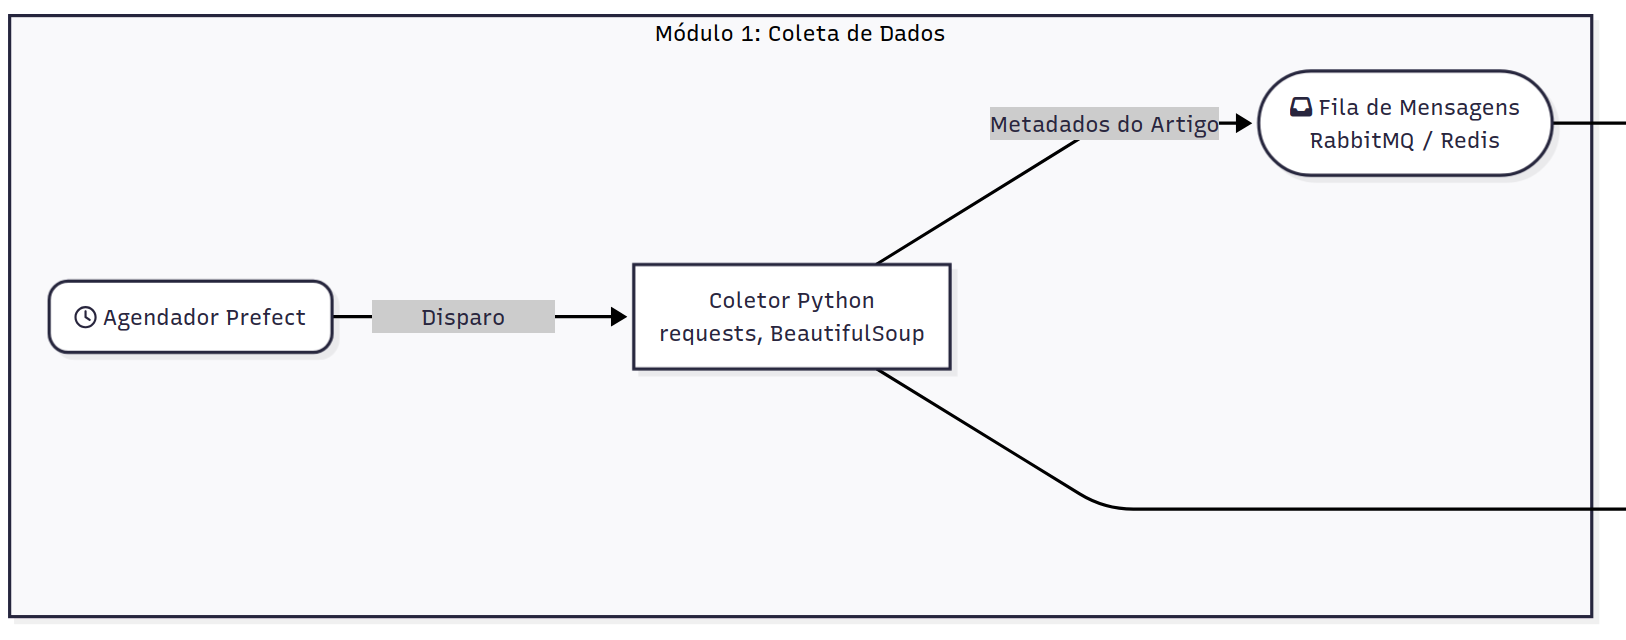 Módulo 1: Coleta de Dados
Metadados do Artigo
Fila de Mensagens
RabbitMQ / Redis
Agendador Prefect
Disparo
Coletor Python
requests, BeautifulSoup